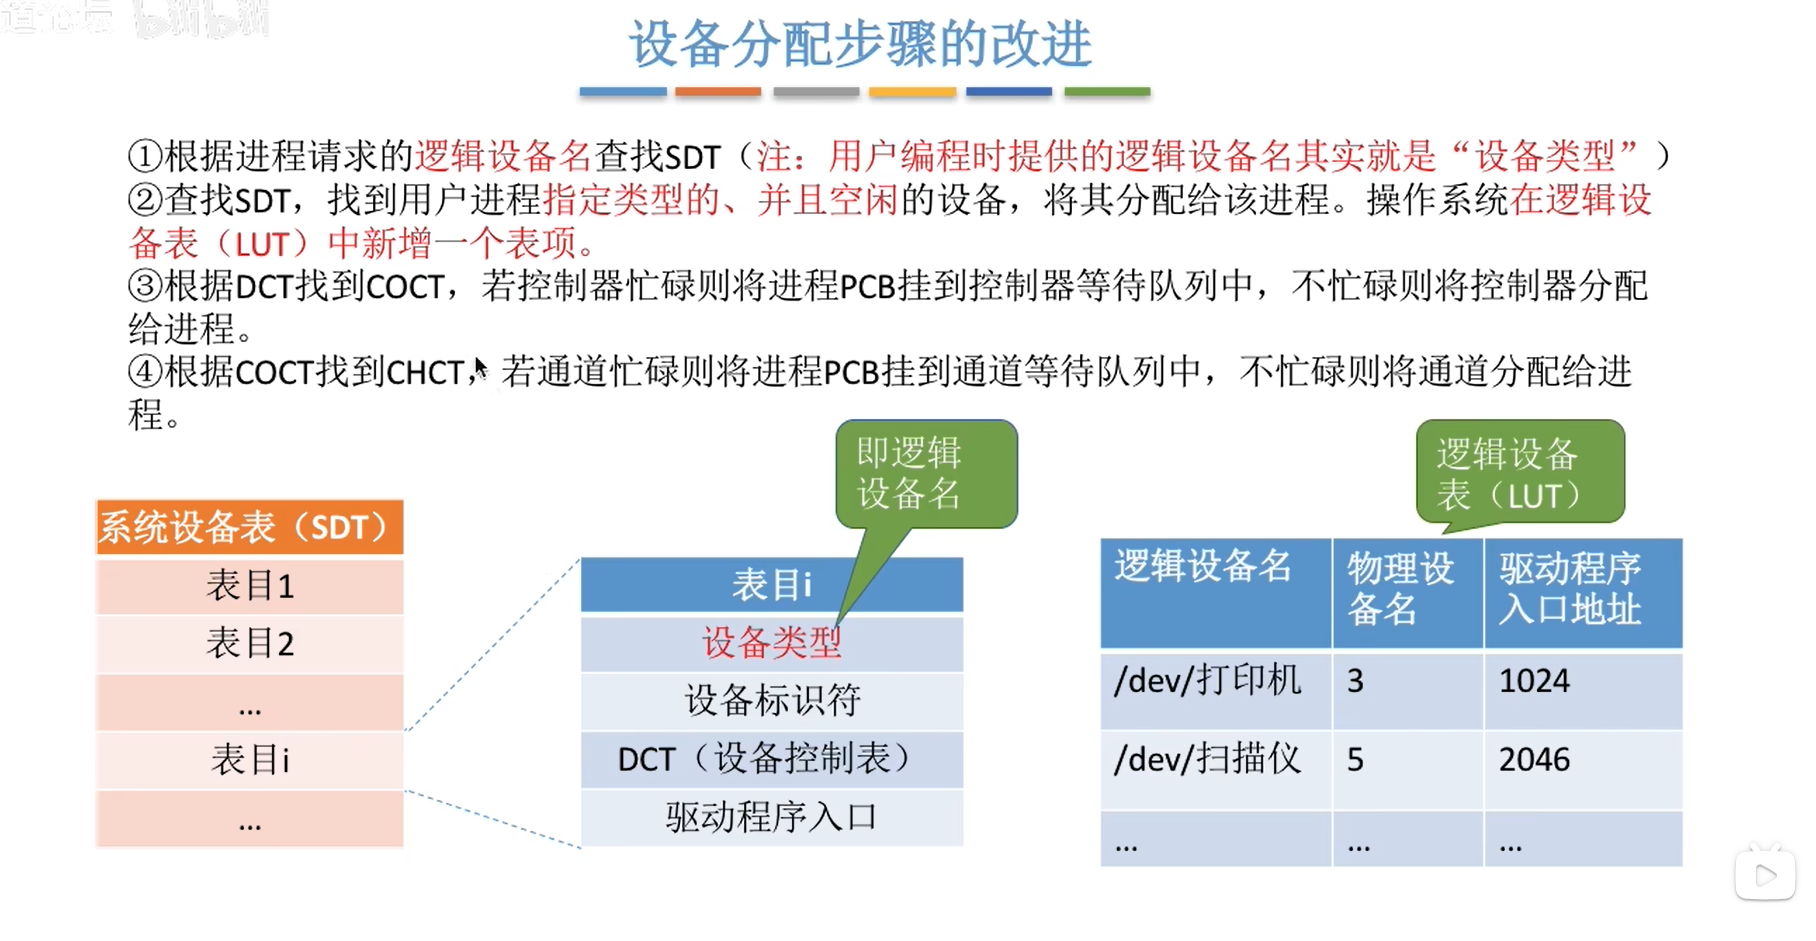 道论坛 bilibili
设备分配步骤的改进
①根据进程请求的逻辑设备名查找SDT（注：用户编程时提供的逻辑设备名其实就是“设备类型”）
②查找SDT，找到用户进程指定类型的、并且空闲的设备，将其分配给该进程。操作系统在逻辑设
备表（LUT）中新增一个表项。
③根据DCT找到COCT，若控制器忙碌则将进程PCB挂到控制器等待队列中，不忙碌则将控制器分配
给进程。
④根据COCT找到CHCT，若通道忙碌则将进程PCB挂到通道等待队列中，不忙碌则将通道分配给进
程。
系统设备表（SDT）
表目1
表目2
...
表目i
...
即逻辑
设备名
表目i
设备类型
设备标识符
DCT（设备控制表）
驱动程序入口
逻辑设备
表（LUT）
逻辑设备名 物理设备名 驱动程序入口地址
/dev/打印机 3 1024
/dev/扫描仪 5 2046
... ... ...